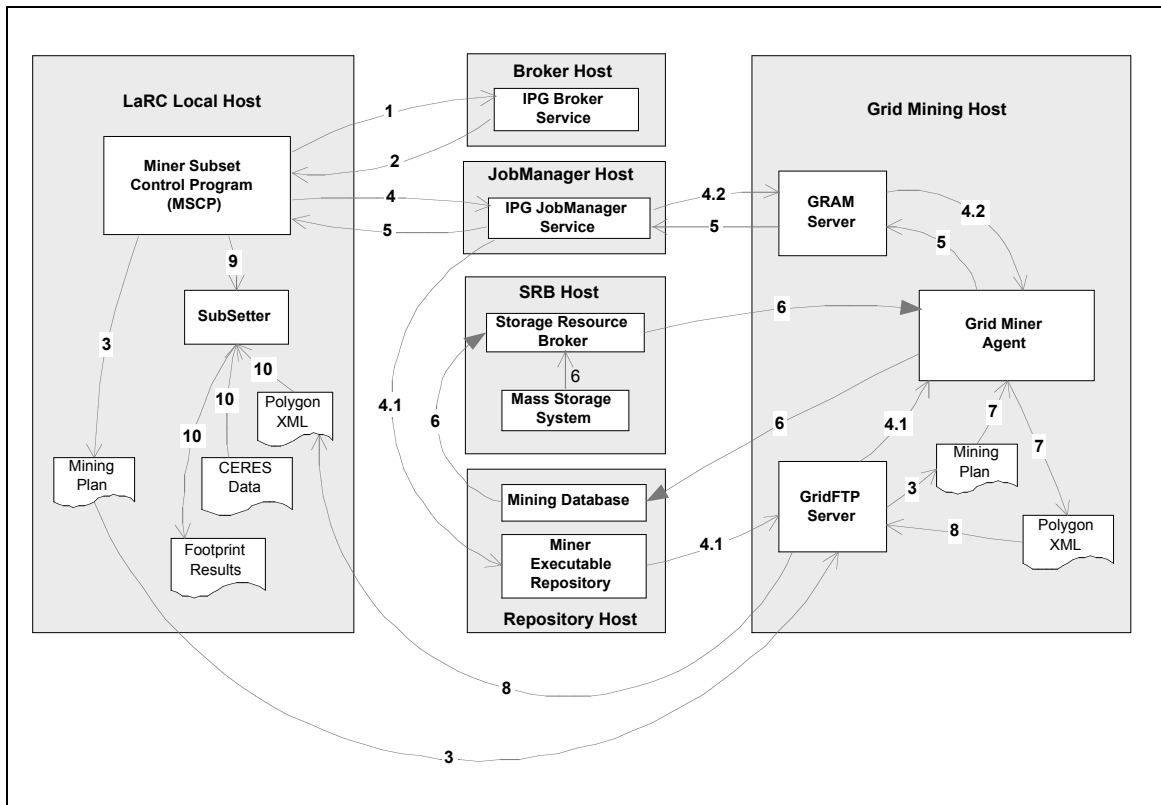 LaRC Local Host
Miner Subset
Control Program
(MSCP)
SubSetter
Polygon
XML
Mining
Plan
CERES
Data
Footprint
Results
Broker Host
IPG Broker
Service
JobManager Host
IPG JobManager
Service
SRB Host
Storage Resource
Broker
Mass Storage
System
Mining Database
Miner
Executable
Repository
Repository Host
Grid Mining Host
GRAM
Server
Grid Miner
Agent
GridFTP
Server
Mining
Plan
Polygon
XML
1
2
4
5
9
3
10
10
10
4.1
4.2
5
4.2
5
6
6
6
6
4.1
4.1
3
7
7
8
8
3